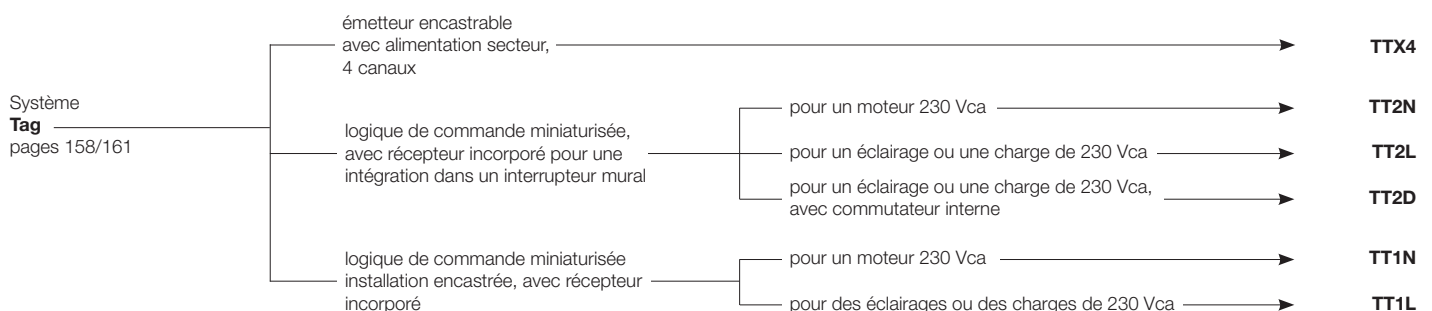 Système
Tag
pages 158/161
émetteur encastrable
avec alimentation secteur,
4 canaux
TTX4
logique de commande miniaturisée,
avec récepteur incorporé pour une
intégration dans un interrupteur mural
pour un moteur 230 Vca
TT2N
pour un éclairage ou une charge de 230 Vca
TT2L
pour un éclairage ou une charge de 230 Vca,
avec commutateur interne
TT2D
logique de commande miniaturisée
installation encastrée, avec récepteur
incorporé
pour un moteur 230 Vca
TT1N
pour des éclairages ou des charges de 230 Vca
TT1L